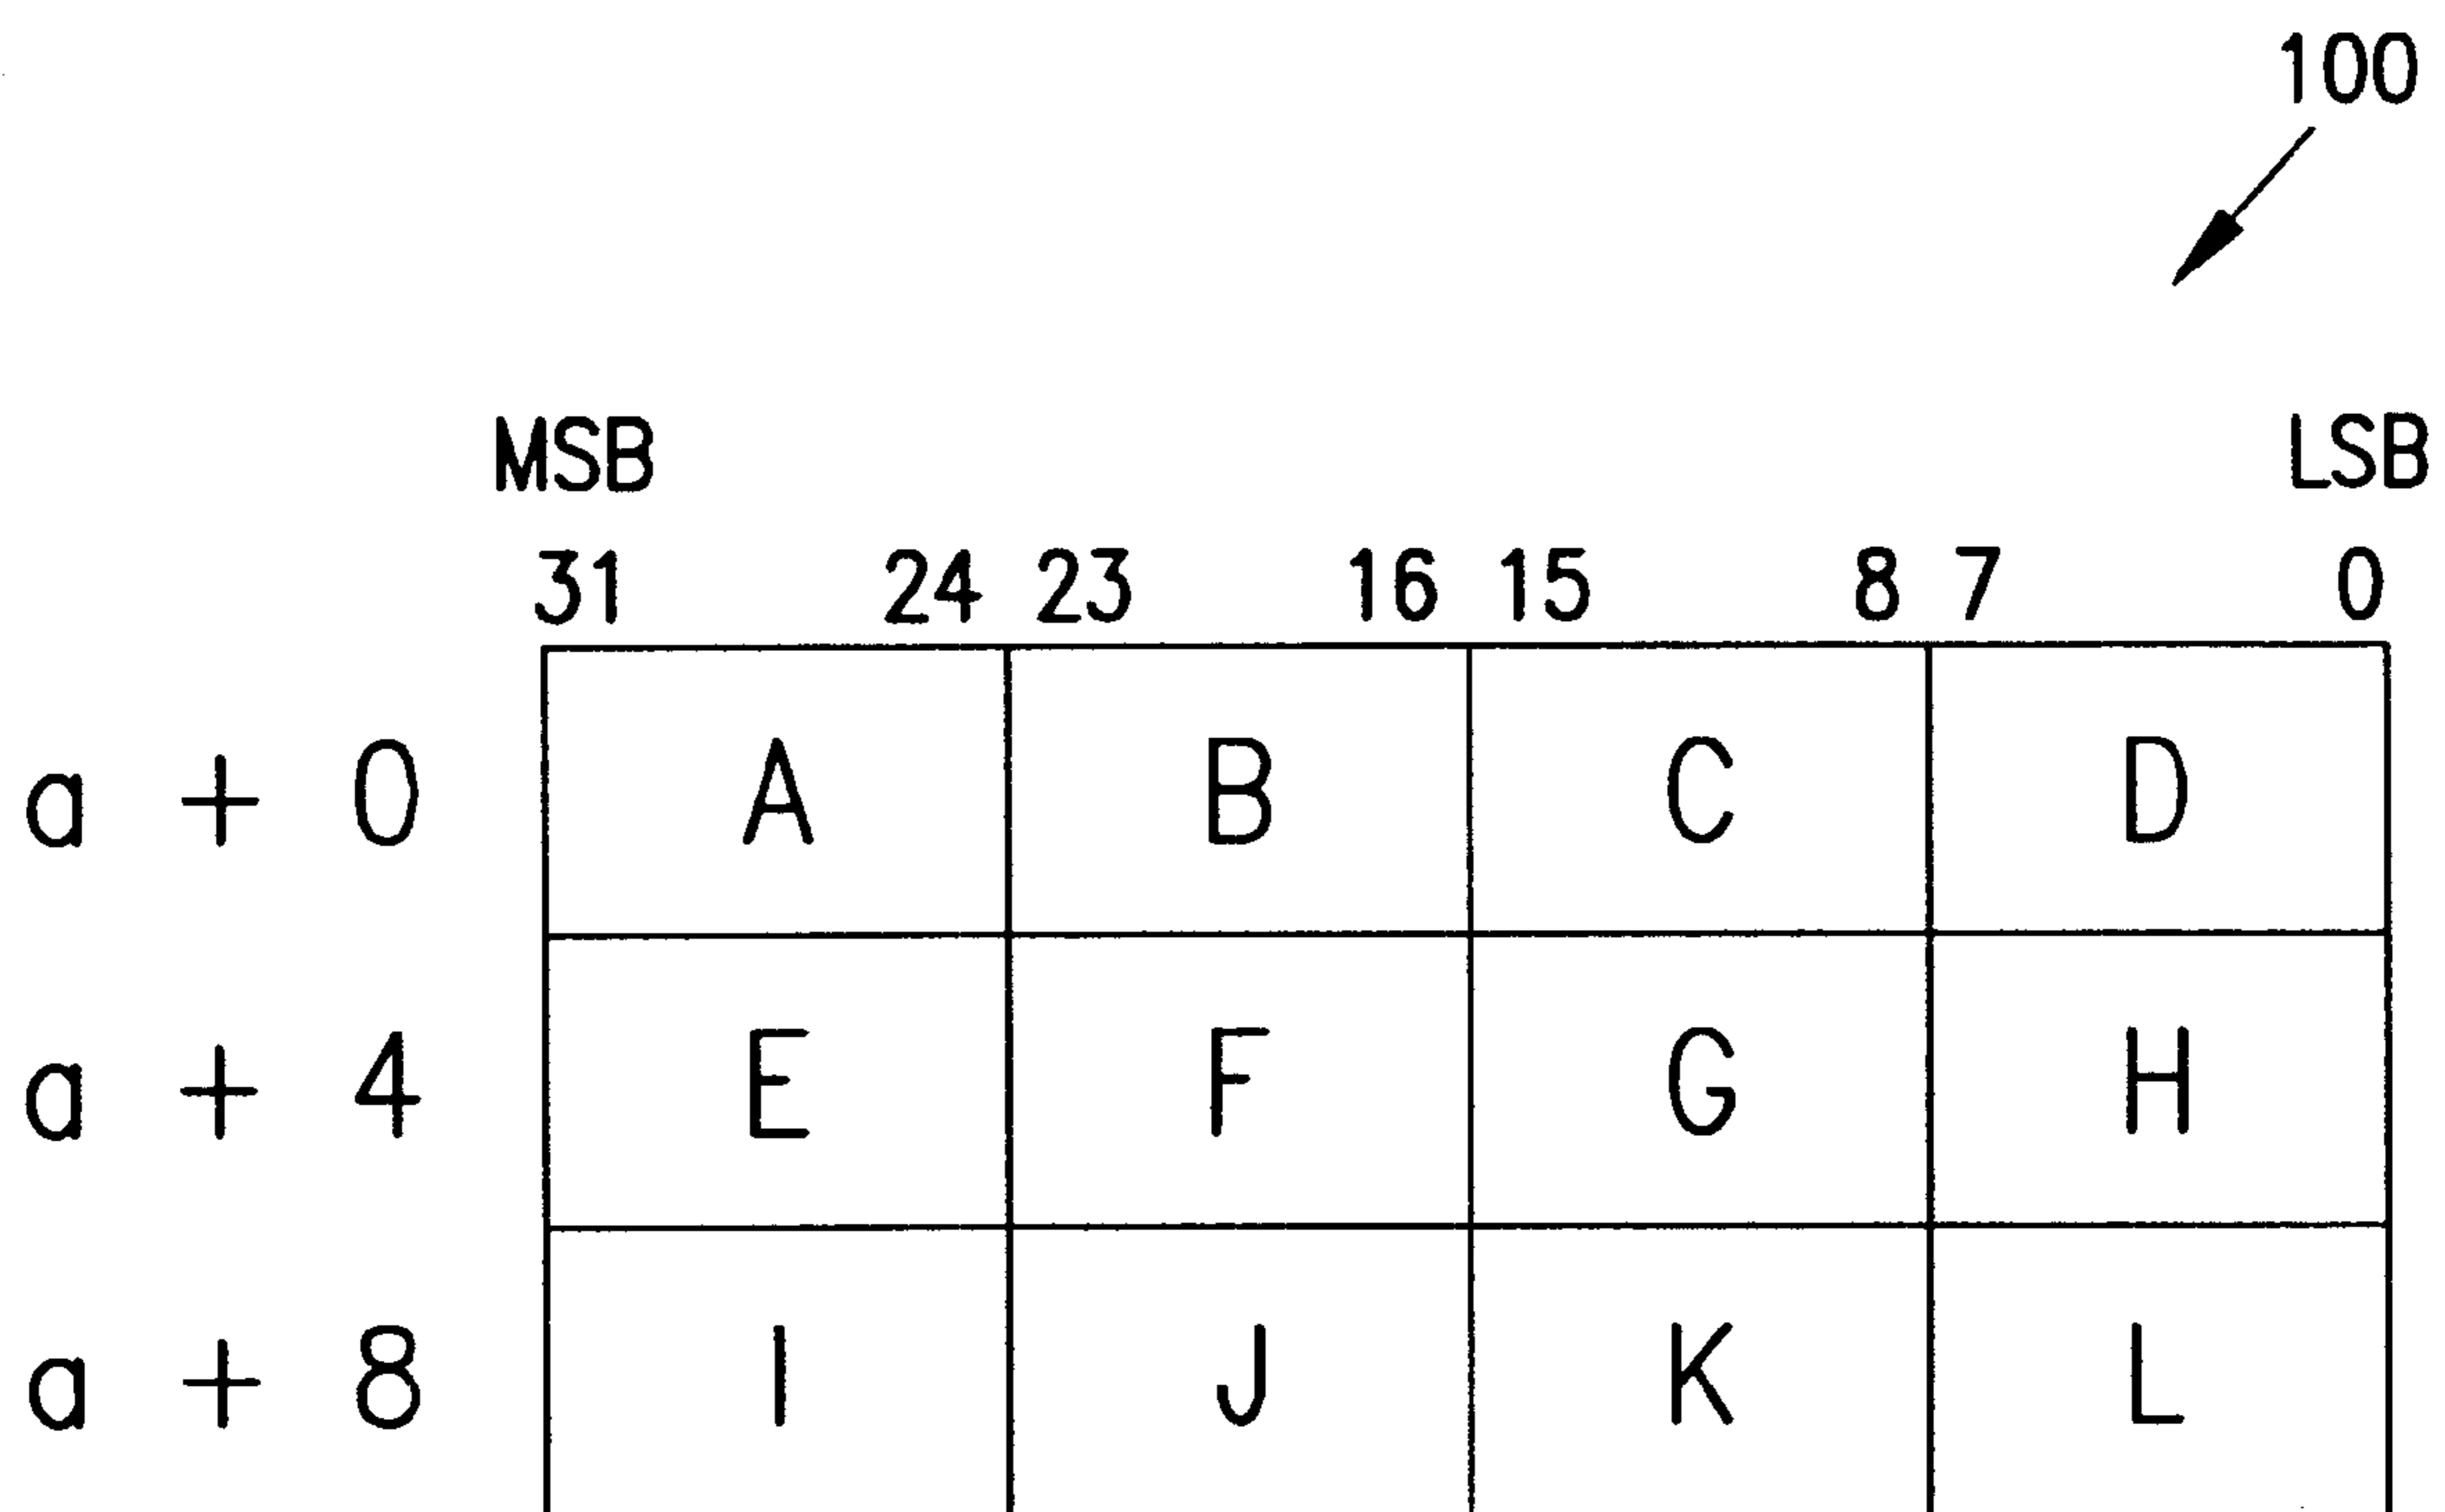 100
MSB LSB
31 24 23 16 15 8 7 0
a + 0 A B C D
a + 4 E F G H
a + 8 I J K L